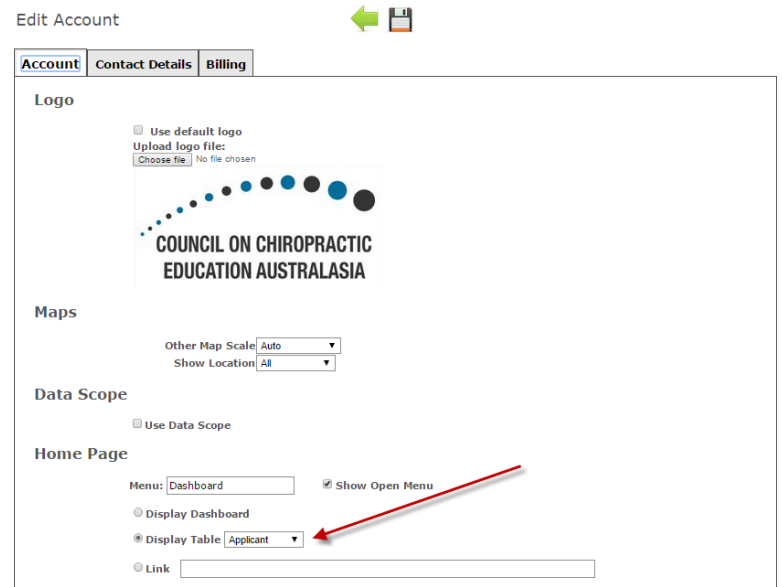 Edit Account
Account Contact Details Billing
Logo
Use default logo
Upload logo file:
Choose file No file chosen
COUNCIL ON CHIROPRACTIC
EDUCATION AUSTRALASIA
Maps
Other Map Scale Auto
Show Location All
Data Scope
Use Data Scope
Home Page
Menu: Dashboard Show Open Menu
Display Dashboard
Display Table Applicant
Link